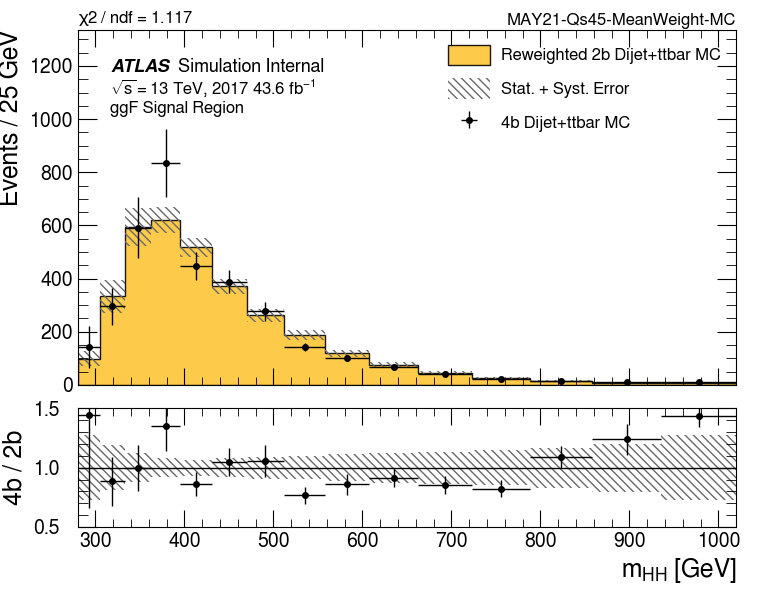 χ2 / ndf = 1.117
MAY21-Qs45-MeanWeight-MC
Events / 25 GeV
ATLAS Simulation Internal
√s = 13 TeV, 2017 43.6 fb⁻¹
ggF Signal Region
Reweighted 2b Dijet+ttbar MC
Stat. + Syst. Error
4b Dijet+ttbar MC
1200
1000
800
600
400
200
0
4b / 2b
1.5
1.0
0.5
300 400 500 600 700 800 900 1000
m_HH [GeV]